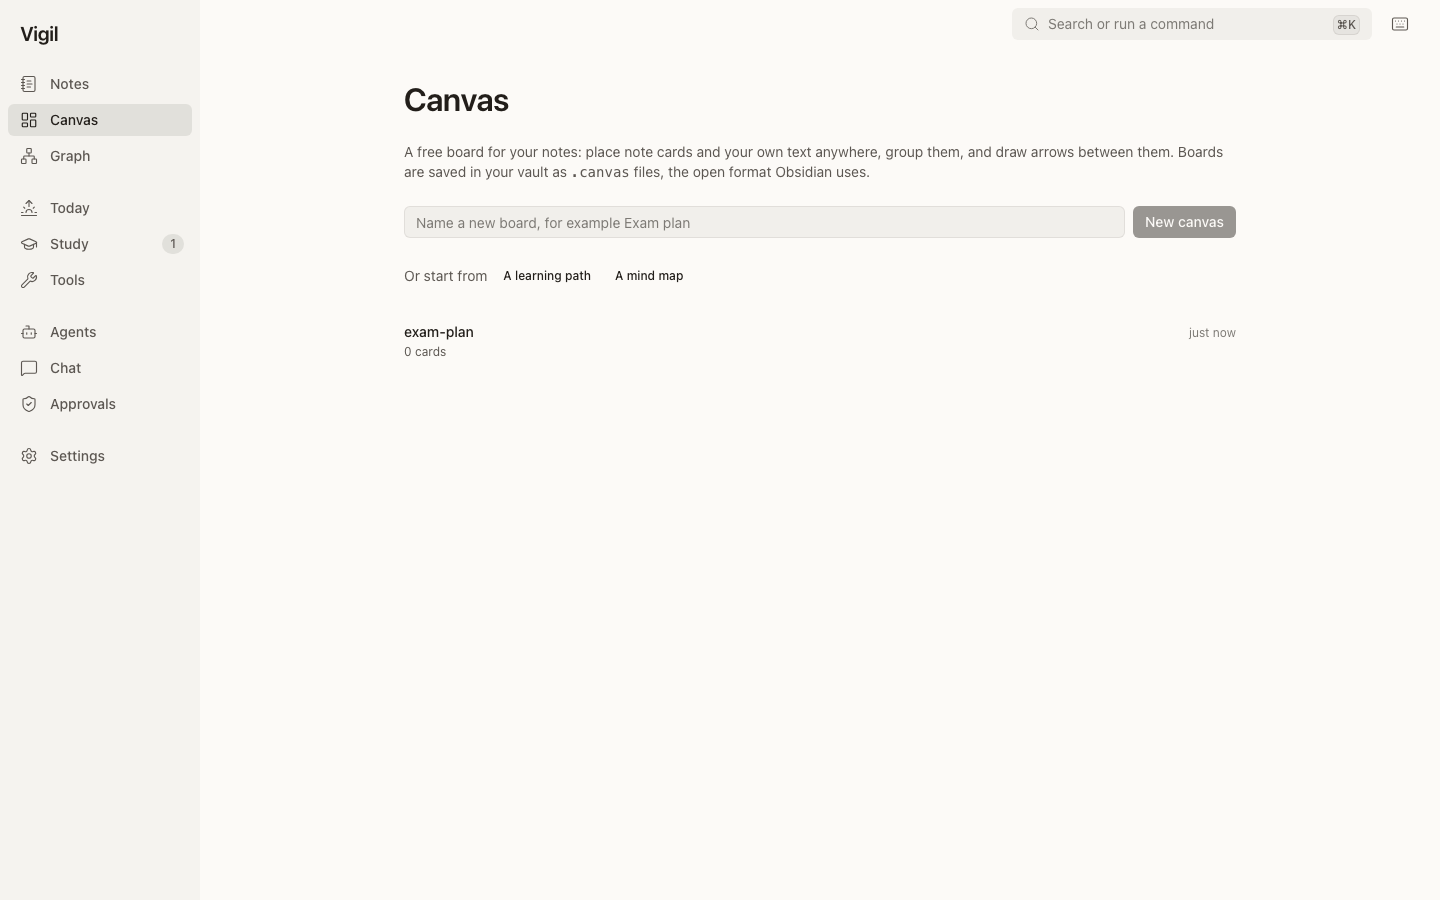 Vigil
Search or run a command
⌘K
Notes
Canvas
Graph
Today
Study
1
Tools
Agents
Chat
Approvals
Settings
Canvas
A free board for your notes: place note cards and your own text anywhere, group them, and draw arrows between them. Boards
are saved in your vault as .canvas files, the open format Obsidian uses.
Name a new board, for example Exam plan
New canvas
Or start from
A learning path
A mind map
exam-plan
just now
0 cards